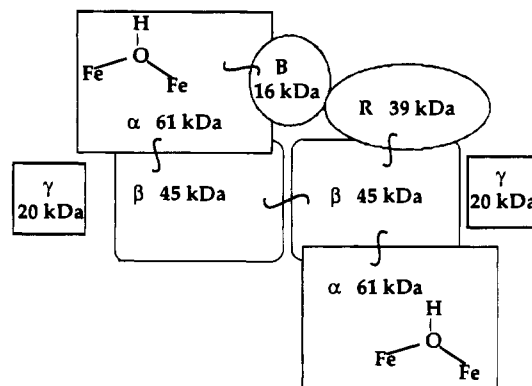 H
O
Fe Fe
α 61 kDa
B
16 kDa
R 39 kDa
γ
20 kDa
β 45 kDa
β 45 kDa
γ
20 kDa
α 61 kDa
H
O
Fe Fe